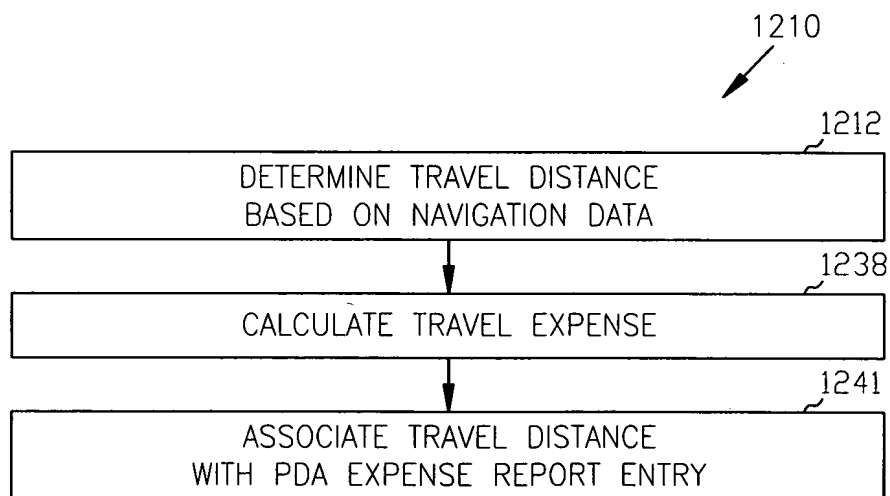 1210
1212
DETERMINE TRAVEL DISTANCE
BASED ON NAVIGATION DATA
1238
CALCULATE TRAVEL EXPENSE
1241
ASSOCIATE TRAVEL DISTANCE
WITH PDA EXPENSE REPORT ENTRY